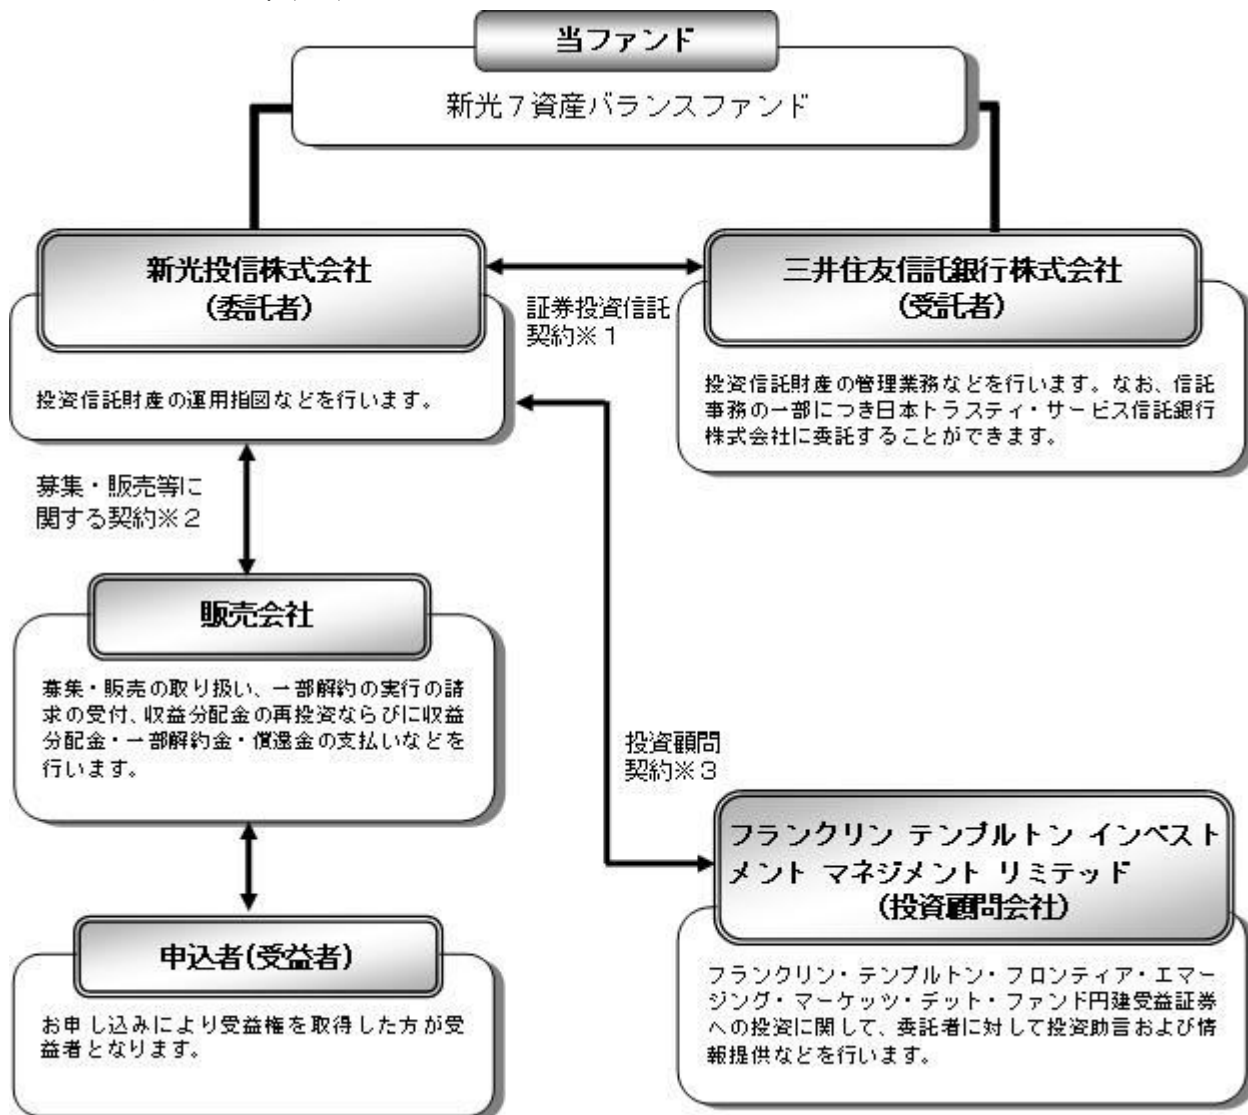 当ファンド
新光７資産バランスファンド
新光投信株式会社
(委託者)
投資信託財産の運用指図などを行います。
証券投資信託
契約※１
三井住友信託銀行株式会社
(受託者)
投資信託財産の管理業務などを行います。なお、信託
事務の一部につき日本トラスティ・サービス信託銀行
株式会社に委託することができます。
募集・販売等に
関する契約※２
販売会社
募集・販売の取り扱い、一部解約の実行の請
求の受付、収益分配金の再投資ならびに収益
分配金・一部解約金・償還金の支払いなどを
行います。
投資顧問
契約※３
フランクリン テンプルトン インベスト
メント マネジメント リミテッド
(投資顧問会社)
フランクリン・テンプルトン・フロンティア・エマー
ジング・マーケッツ・デット・ファンド円建受益証券
への投資に関して、委託者に対して投資助言および情
報提供などを行います。
申込者(受益者)
お申し込みにより受益権を取得した方が受
益者となります。